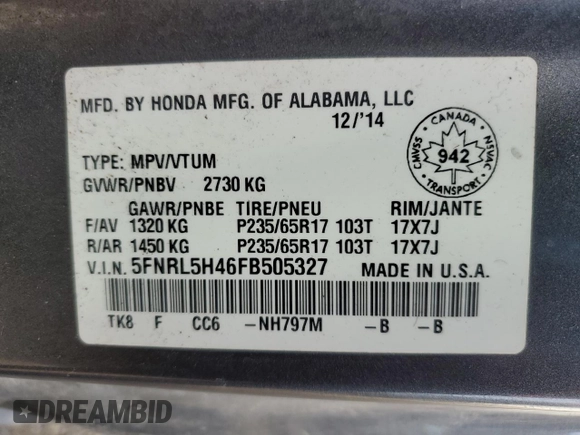 MFD. BY HONDA MFG. OF ALABAMA, LLC
12/'14
CANADA
CMVSS 942 NSVAC
TRANSPORT
TYPE: MPV/VTUM
GVWR/PNBV 2730 KG
GAWR/PNBE TIRE/PNEU RIM/JANTE
F/AV 1320 KG P235/65R17 103T 17X7J
R/AR 1450 KG P235/65R17 103T 17X7J
V.I.N. 5FNRL5H46FB505327 MADE IN U.S.A.
TK8 F CC6 -NH797M -B -B
DREAMBID